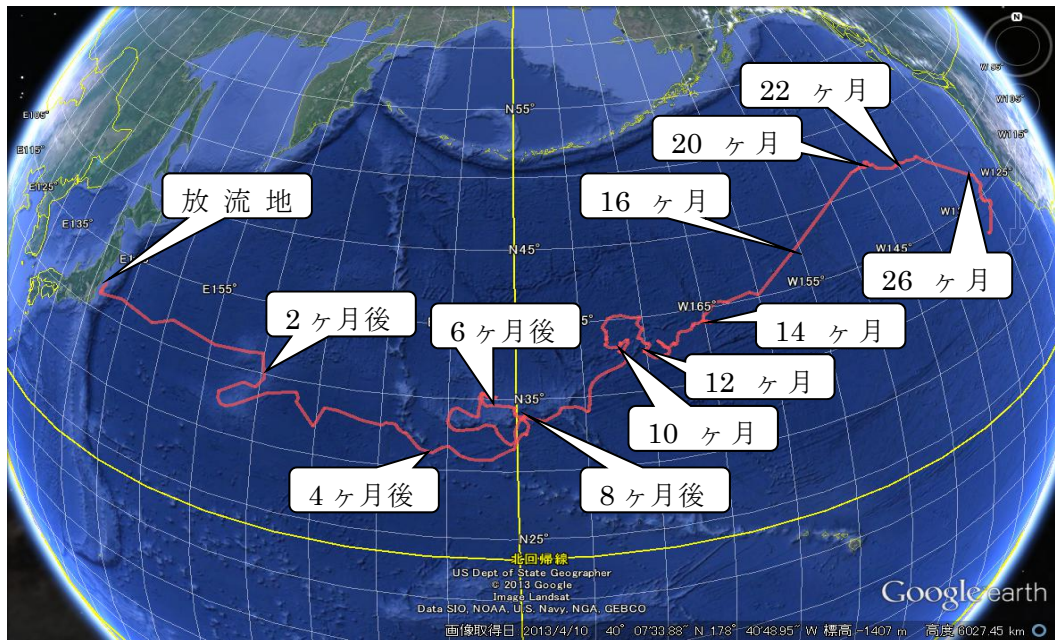 N
W95°
W105°
W115°
W125°
E105°
E115°
E125°
E135°
E155°
N55°
N45°
N35°
N25°
W145°
W155°
W165°
22 ヶ月
20 ヶ月
放 流 地
16 ヶ月
26 ヶ月
2ヶ月後
6ヶ月後
14 ヶ月
12 ヶ月
10 ヶ月
4ヶ月後
8ヶ月後
北回帰線
US Dept of State Geographer
© 2013 Google
Image Landsat
Data SIO, NOAA, U.S. Navy, NGA, GEBCO
Google earth
画像取得日 2013/4/10 40° 07'33.88" N 178° 40'48.95" W 標高 -1407 m 高度 6027.45 km